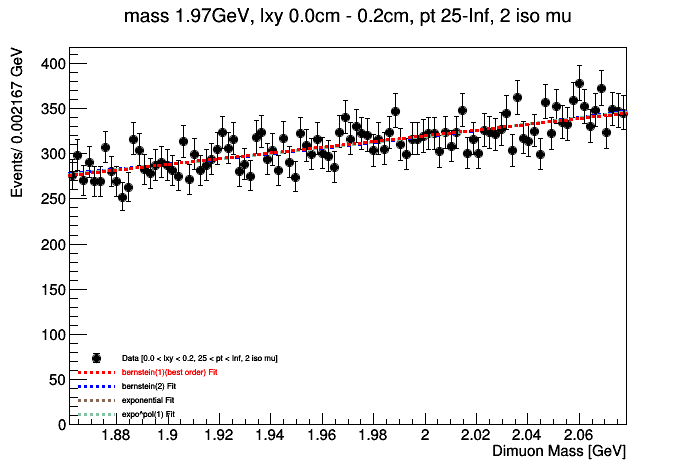 mass 1.97GeV, lxy 0.0cm - 0.2cm, pt 25-Inf, 2 iso mu
Events/ 0.002167 GeV
400
350
300
250
200
150
100
50
0
Data [0.0 < lxy < 0.2, 25 < pt < Inf, 2 iso mu]
bernstein(1)(best order) Fit
bernstein(2) Fit
exponential Fit
expo*pol(1) Fit
1.88 1.9 1.92 1.94 1.96 1.98 2 2.02 2.04 2.06
Dimuon Mass [GeV]